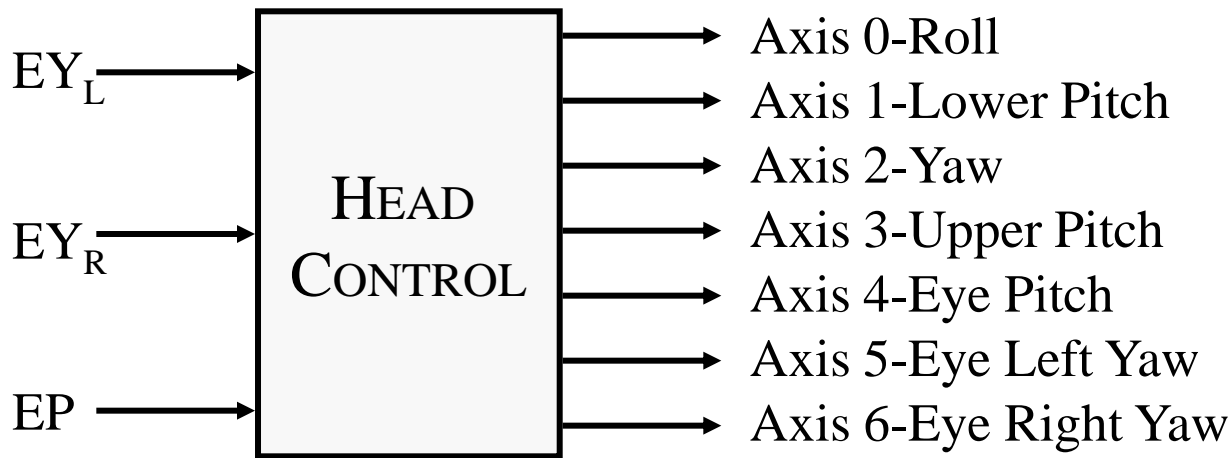 EY_L
EY_R
EP
HEAD
CONTROL
Axis 0-Roll
Axis 1-Lower Pitch
Axis 2-Yaw
Axis 3-Upper Pitch
Axis 4-Eye Pitch
Axis 5-Eye Left Yaw
Axis 6-Eye Right Yaw